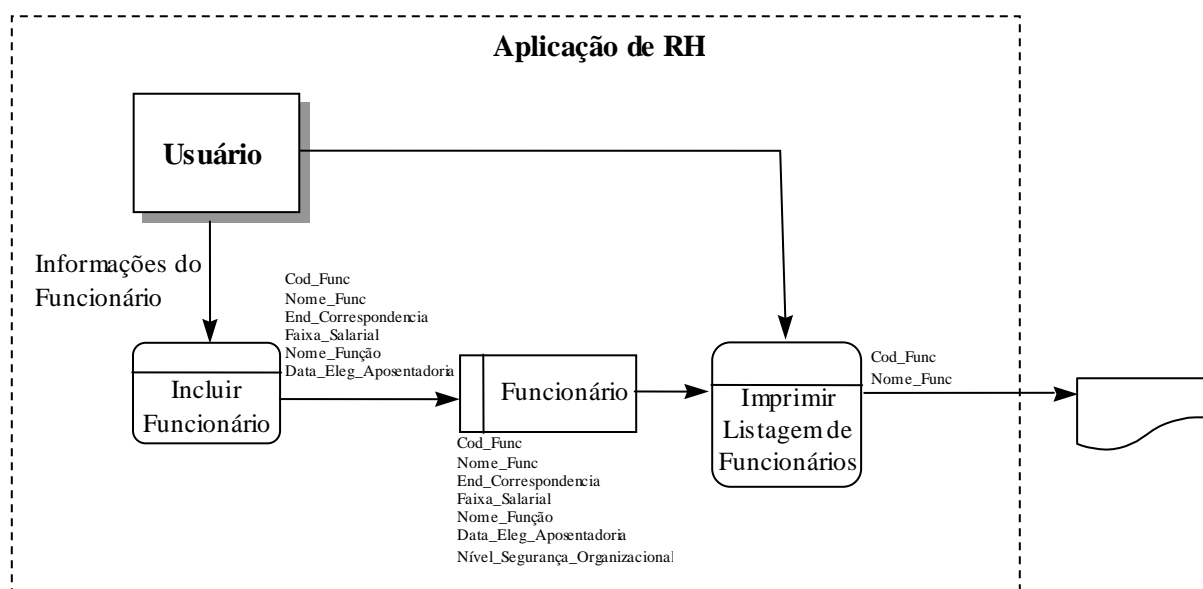 Aplicação de RH
Usuário
Informações do
Funcionário
Cod_Func
Nome_Func
End_Correspondencia
Faixa_Salarial
Nome_Função
Data_Eleg_Aposentadoria
Incluir
Funcionário
Funcionário
Cod_Func
Nome_Func
End_Correspondencia
Faixa_Salarial
Nome_Função
Data_Eleg_Aposentadoria
Nível_Segurança_Organizacional
Imprimir
Listagem de
Funcionários
Cod_Func
Nome_Func